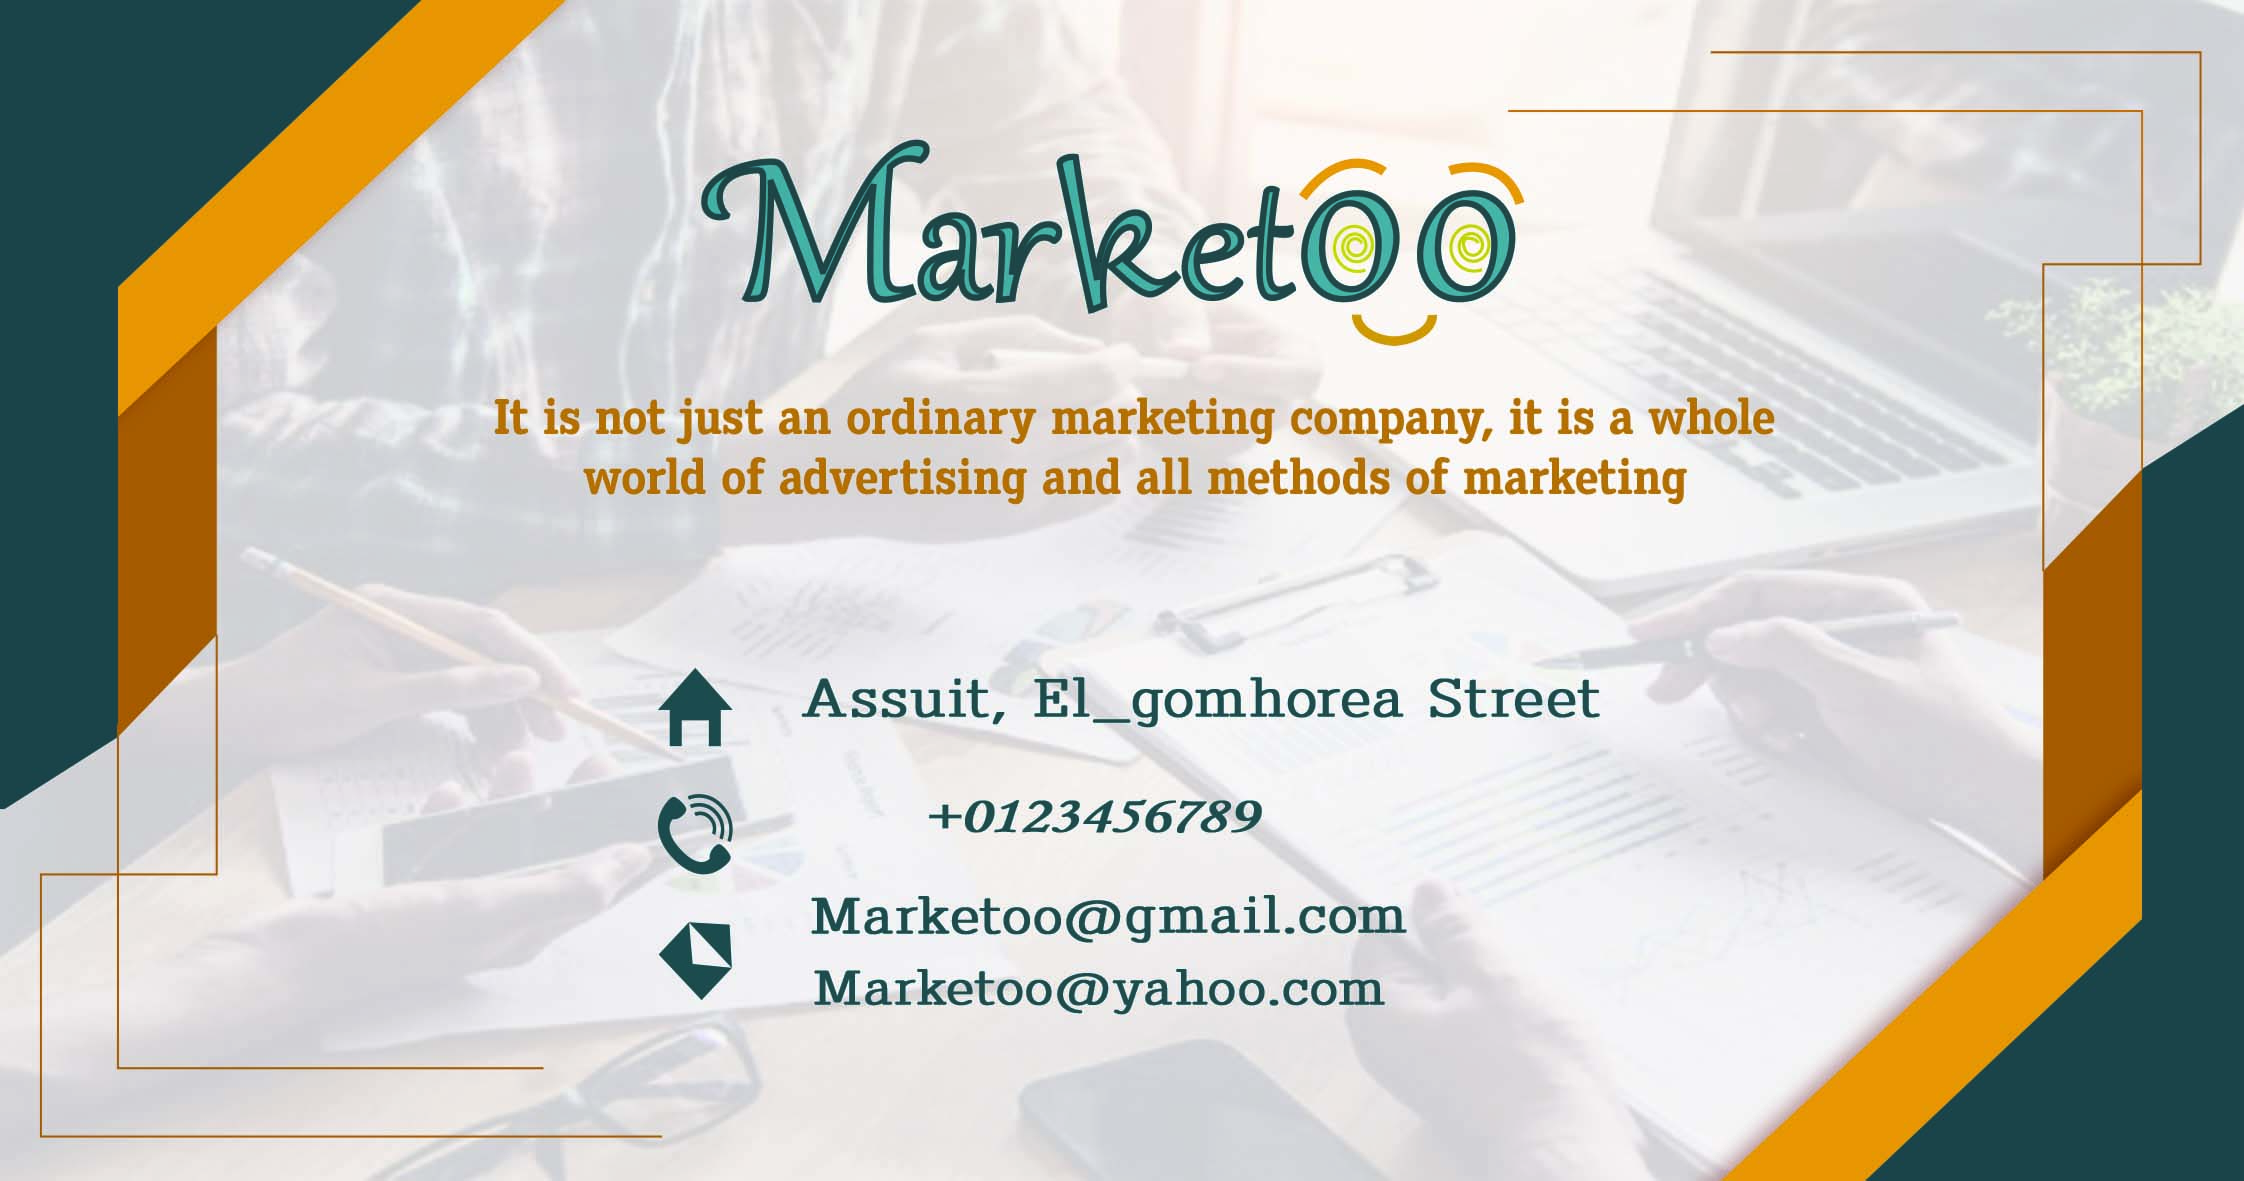 Marketoo
It is not just an ordinary marketing company, it is a whole
world of advertising and all methods of marketing
Assuit, El_gomhorea Street
+0123456789
Marketoo@gmail.com
Marketoo@yahoo.com